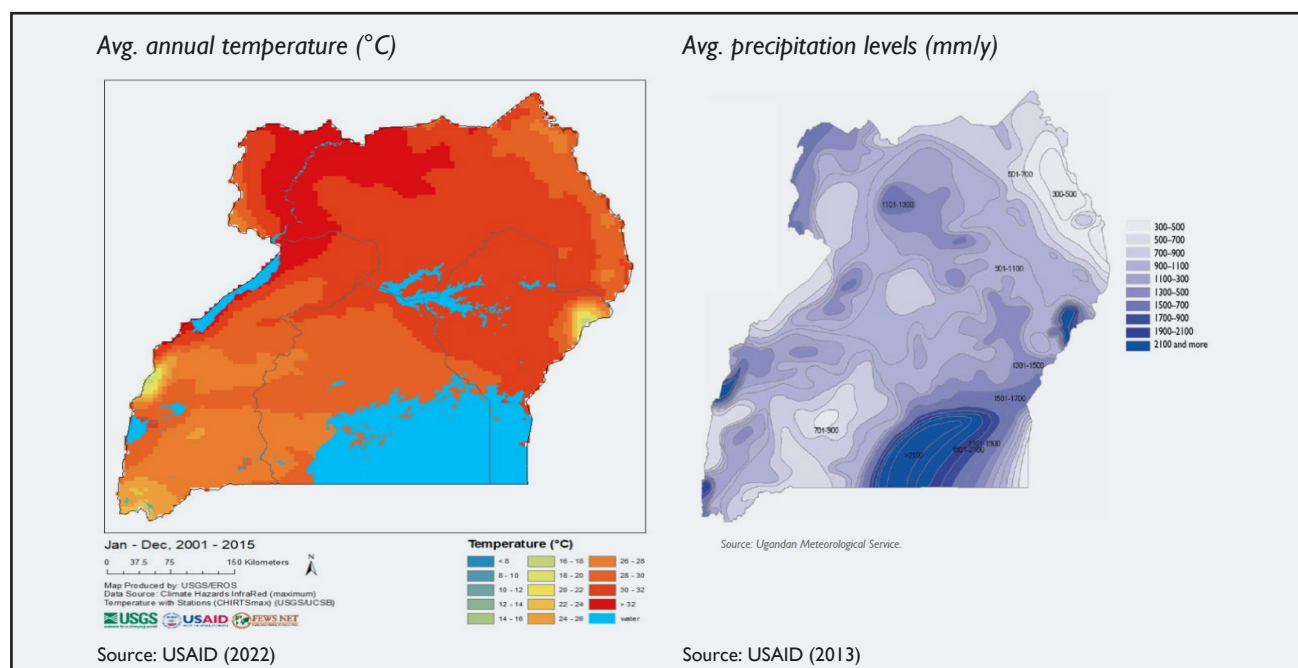 Avg. annual temperature (°C)
Jan - Dec, 2001 - 2015
0 37.5 75 150 Kilometers
N
Map Produced by: USGS/EROS
Data Source: Climate Hazards InfraRed (maximum)
Temperature with Stations (CHIRTSmax) (USGS/UCSB)
USGS USAID FEWS NET
Temperature (°C)
< 8
8 - 10
10 - 12
12 - 14
14 - 16
16 - 18
18 - 20
20 - 22
22 - 24
24 - 26
26 - 28
28 - 30
30 - 32
> 32
water
Source: USAID (2022)
Avg. precipitation levels (mm/y)
501-700
300-500
1101-1300
901-1100
1301-1500
1501-1700
701-900
>2100
300–500
500–700
700–900
900–1100
1100–300
1300–500
1500–700
1700–900
1900–2100
2100 and more
Source: Ugandan Meteorological Service.
Source: USAID (2013)